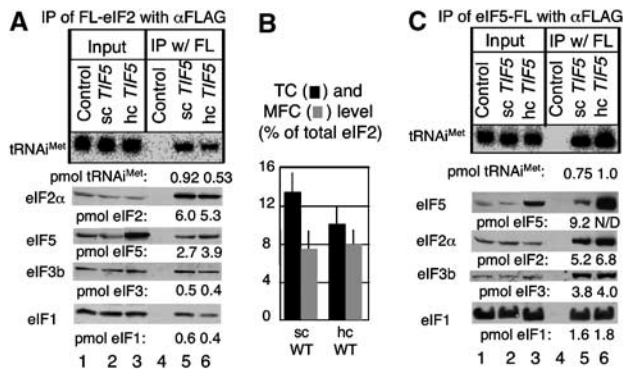 A
IP of FL-eIF2 with αFLAG
Input
IP w/ FL
Control
sc TIF5
hc TIF5
Control
sc TIF5
hc TIF5
tRNAiMet
pmol tRNAiMet: 0.92 0.53
eIF2α
pmol eIF2: 6.0 5.3
eIF5
pmol eIF5: 2.7 3.9
eIF3b
pmol eIF3: 0.5 0.4
eIF1
pmol eIF1: 0.6 0.4
1 2 3 4 5 6
B
TC ( ) and
MFC ( ) level
(% of total eIF2)
16
12
8
4
0
sc WT
hc WT
C
IP of eIF5-FL with αFLAG
Input
IP w/ FL
Control
sc TIF5
hc TIF5
Control
sc TIF5
hc TIF5
tRNAiMet
pmol tRNAiMet: 0.75 1.0
eIF5
pmol eIF5: 9.2 N/D
eIF2α
pmol eIF2: 5.2 6.8
eIF3b
pmol eIF3: 3.8 4.0
eIF1
pmol eIF1: 1.6 1.8
1 2 3 4 5 6